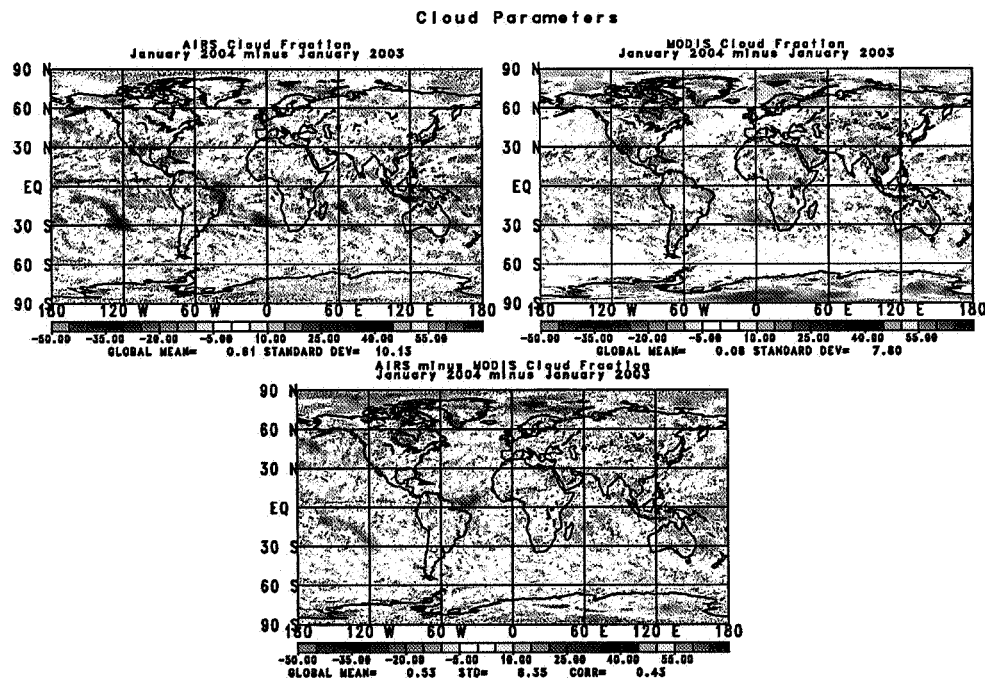 Cloud Parameters
AIRS Cloud Fraction
January 2004 minus January 2003
90 N
60 N
30 N
EQ
30 S
60 S
90 S
180 120 W 60 W 0 60 E 120 E 180
-50.00 -35.00 -20.00 -5.00 10.00 25.00 40.00 55.00
GLOBAL MEAN= 0.61 STANDARD DEV= 10.13
MODIS Cloud Fraction
January 2004 minus January 2003
90 N
60 N
30 N
EQ
30 S
60 S
90 S
180 120 W 60 W 0 60 E 120 E 180
-50.00 -35.00 -20.00 -5.00 10.00 25.00 40.00 55.00
GLOBAL MEAN= 0.08 STANDARD DEV= 7.80
AIRS minus MODIS Cloud Fraction
January 2004 minus January 2003
90 N
60 N
30 N
EQ
30 S
60 S
90
180 120 W 60 W 0 60 E 120 E 180
-50.00 -35.00 -20.00 -5.00 10.00 25.00 40.00 55.00
GLOBAL MEAN= 0.53 STD= 8.35 CORR= 0.43